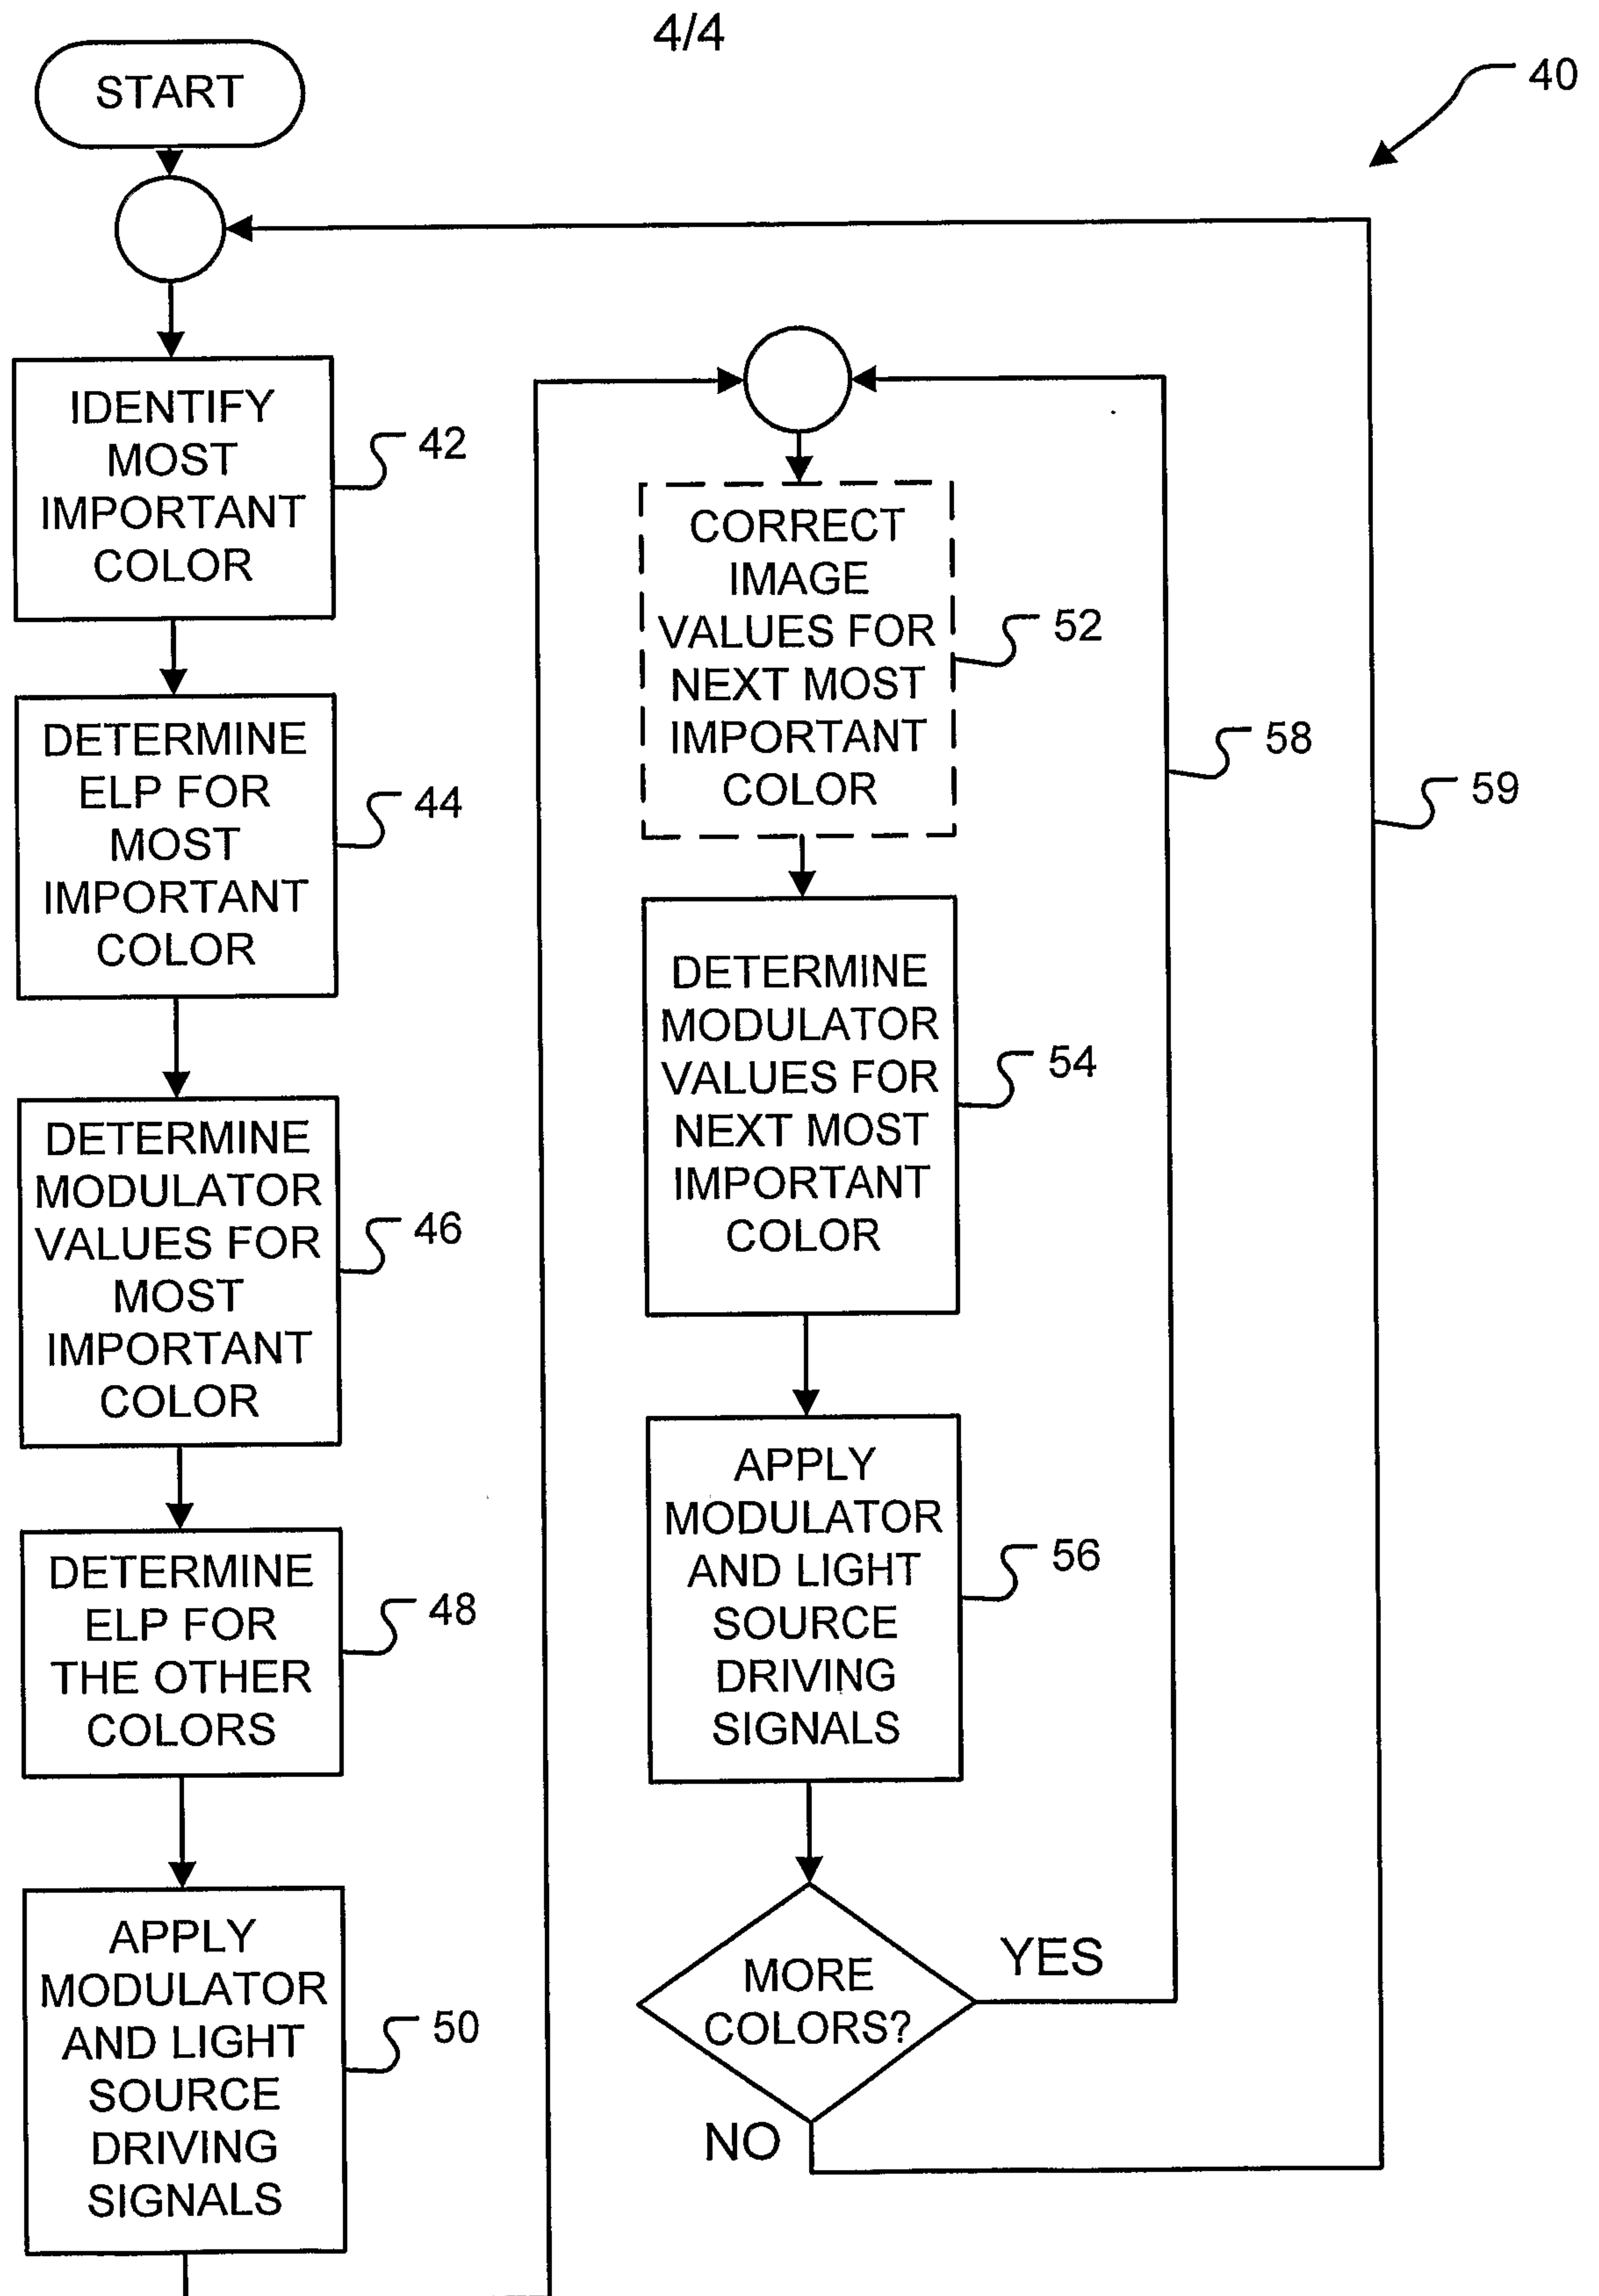 4/4
40
START
IDENTIFY
MOST
IMPORTANT
COLOR
42
DETERMINE
ELP FOR
MOST
IMPORTANT
COLOR
44
DETERMINE
MODULATOR
VALUES FOR
MOST
IMPORTANT
COLOR
46
DETERMINE
ELP FOR
THE OTHER
COLORS
48
APPLY
MODULATOR
AND LIGHT
SOURCE
DRIVING
SIGNALS
50
CORRECT
IMAGE
VALUES FOR
NEXT MOST
IMPORTANT
COLOR
52
DETERMINE
MODULATOR
VALUES FOR
NEXT MOST
IMPORTANT
COLOR
54
APPLY
MODULATOR
AND LIGHT
SOURCE
DRIVING
SIGNALS
56
MORE
COLORS?
YES
NO
58
59